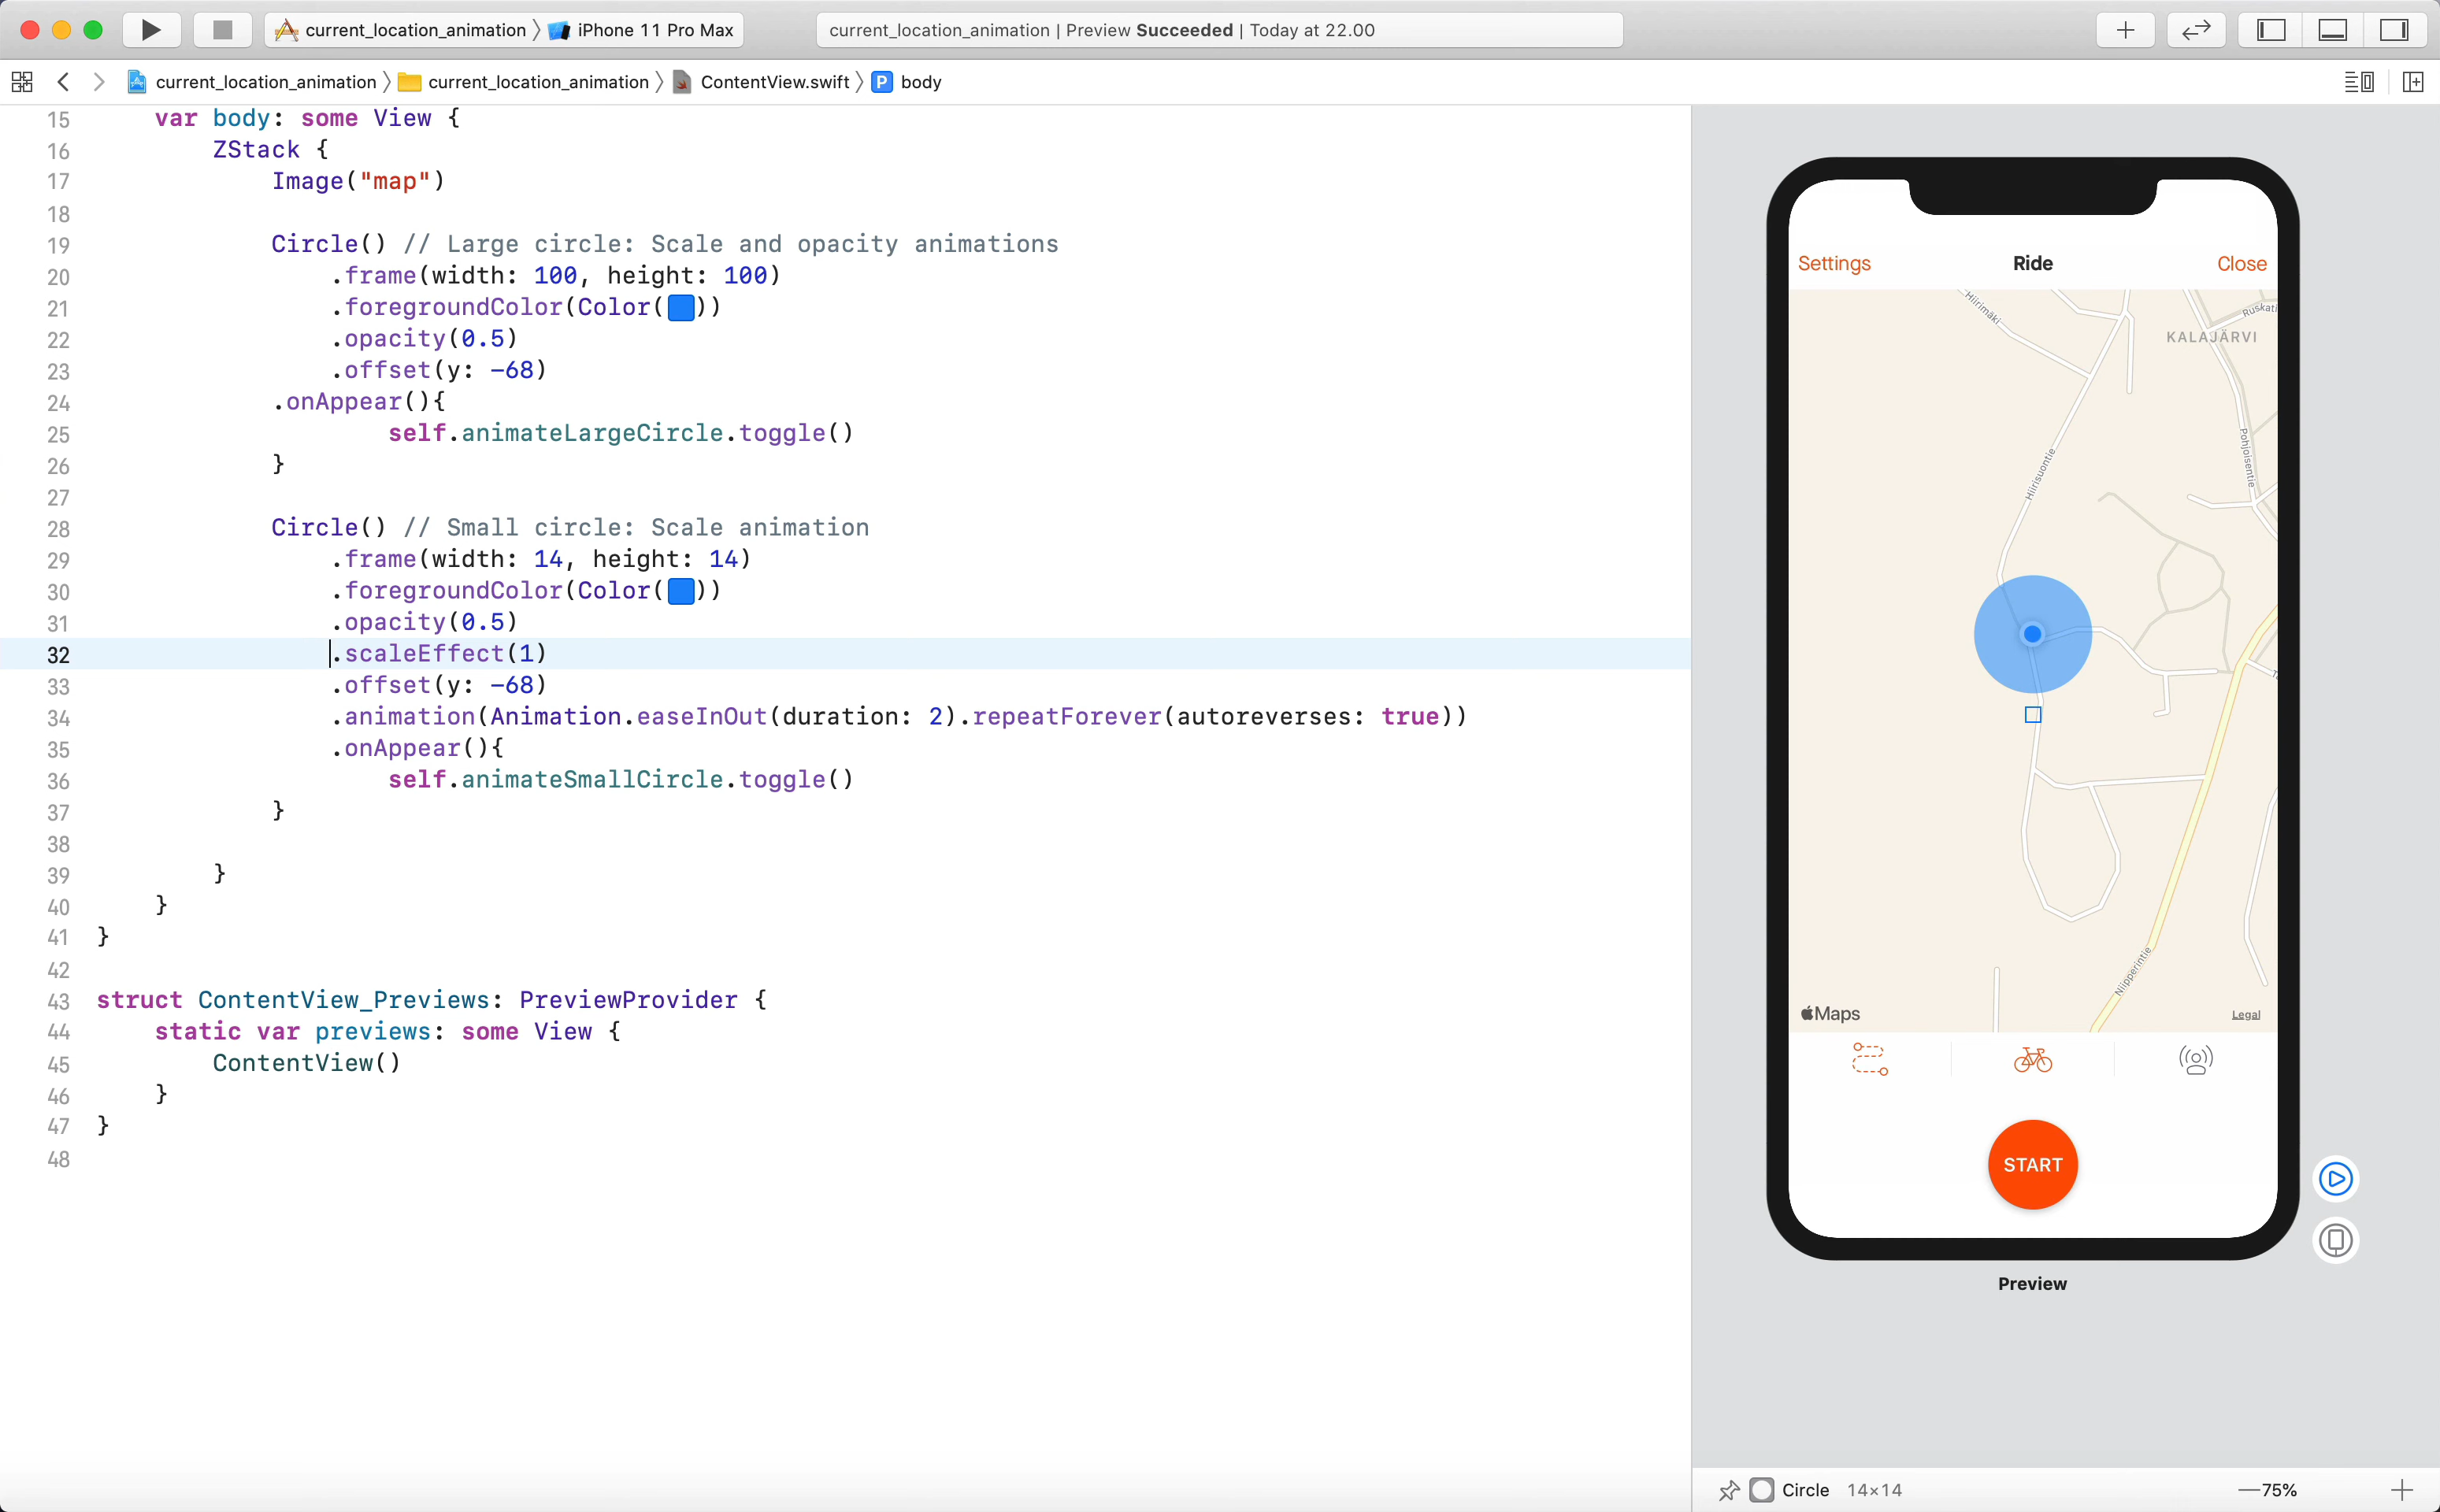 current_location_animation
iPhone 11 Pro Max
current_location_animation | Preview Succeeded | Today at 22.00
current_location_animation
current_location_animation
ContentView.swift
P
body
15 var body: some View {
16 ZStack {
17 Image("map")
18
19 Circle() // Large circle: Scale and opacity animations
20 .frame(width: 100, height: 100)
21 .foregroundColor(Color( ))
22 .opacity(0.5)
23 .offset(y: -68)
24 .onAppear(){
25 self.animateLargeCircle.toggle()
26 }
27
28 Circle() // Small circle: Scale animation
29 .frame(width: 14, height: 14)
30 .foregroundColor(Color( ))
31 .opacity(0.5)
32 .scaleEffect(1)
33 .offset(y: -68)
34 .animation(Animation.easeInOut(duration: 2).repeatForever(autoreverses: true))
35 .onAppear(){
36 self.animateSmallCircle.toggle()
37 }
38
39 }
40 }
41 }
42
43 struct ContentView_Previews: PreviewProvider {
44 static var previews: some View {
45 ContentView()
46 }
47 }
48
Settings
Ride
Close
Hiirimäki
Ruskati
KALAJÄRVI
Pohjoisentie
Hiirisuontie
Niipperintie
Maps
Legal
START
Preview
Circle 14×14
75%